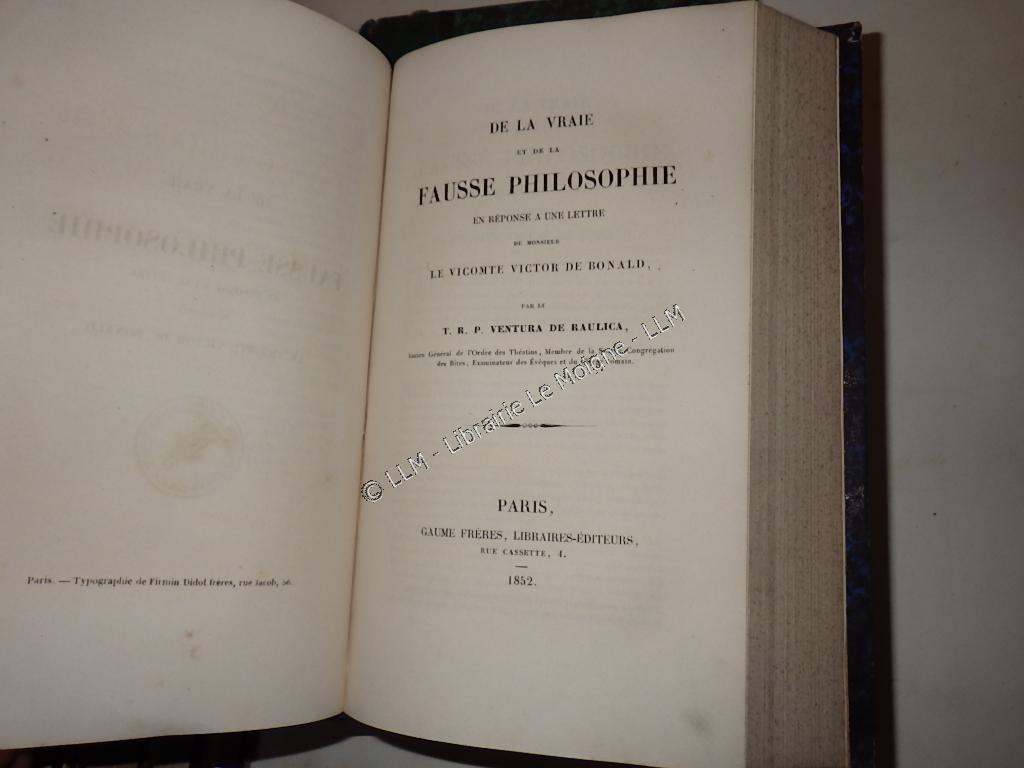 Paris. — Typographie de Firmin Didot frères, rue Jacob, 56.
DE LA VRAIE
ET DE LA
FAUSSE PHILOSOPHIE
EN RÉPONSE A UNE LETTRE
DE MONSIEUR
LE VICOMTE VICTOR DE BONALD,
PAR LE
T. R. P. VENTURA DE RAULICA,
Ancien Général de l'Ordre des Théatins, Membre de la Congrégation
des Rites, Examinateur des Évêques et du Romain.
PARIS,
GAUME FRÈRES, LIBRAIRES-ÉDITEURS,
RUE CASSETTE, 4.
1852.
© LLM - Librairie Le Moigne - LLM